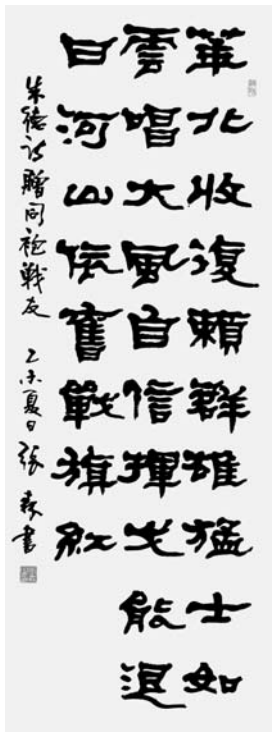 華北收復賴群雄猛士如
雲唱大風自信揮戈能退
日河山依舊戰旗紅
朱德詩贈同袍戰友 乙未夏日張森書